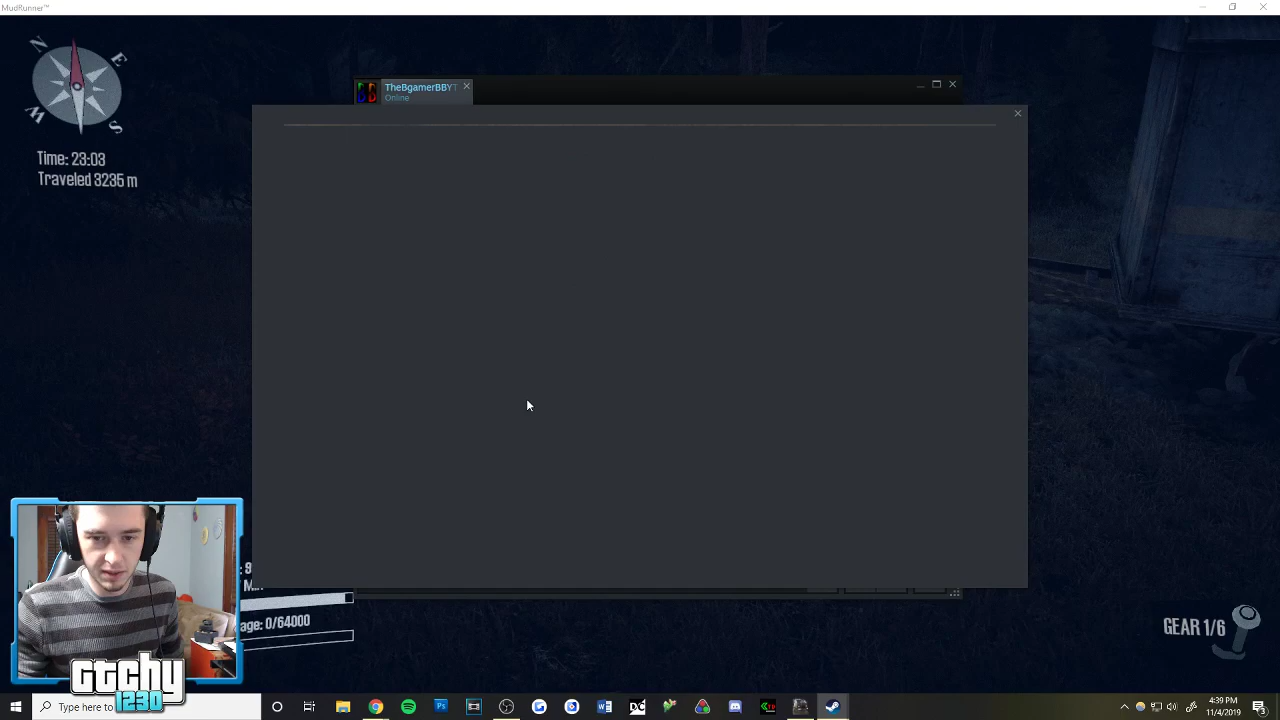 MudRunner™
N
E
W
S
Time: 23:03
Traveled 3235 m
TheBgamerBBYT
Online
age: 0/64000
GEAR 1/6
Gtchy
1230
Type here to
4:39 PM
11/4/2019